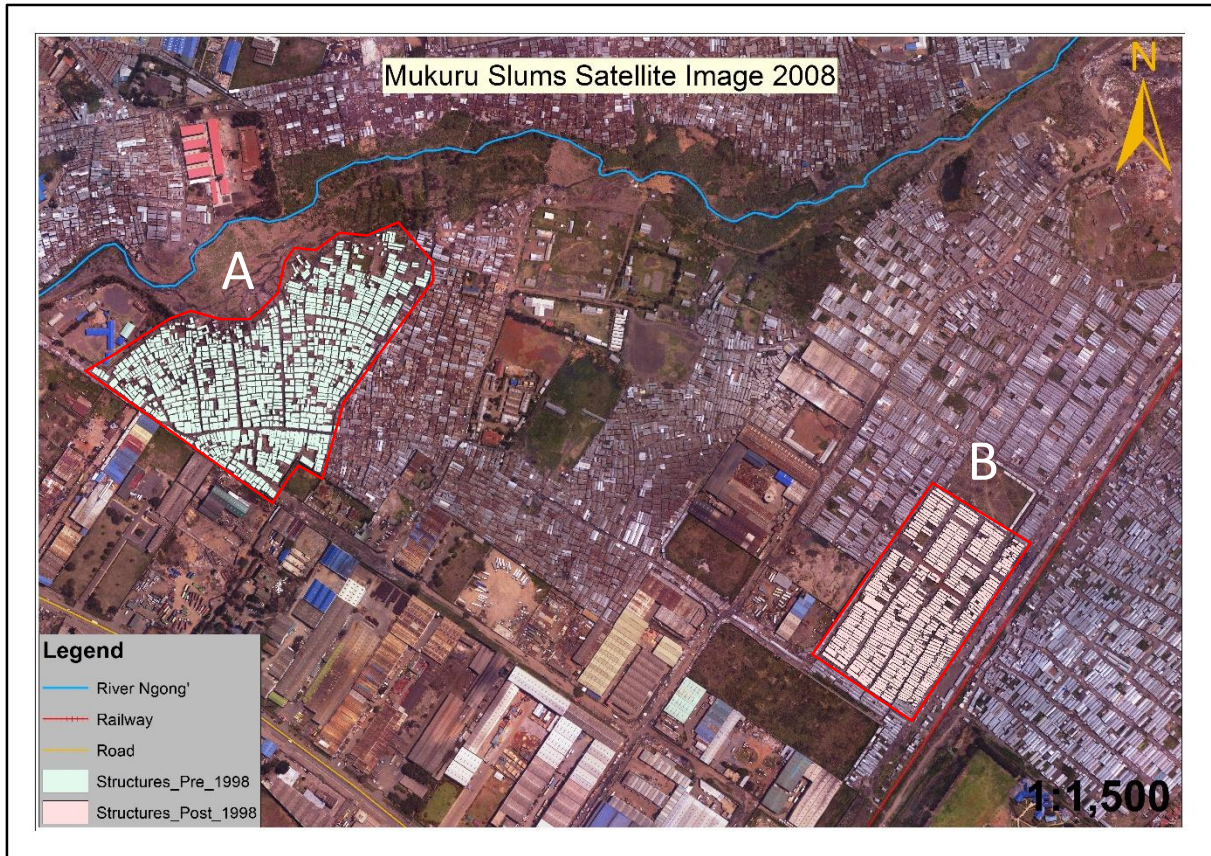 Mukuru Slums Satellite Image 2008
N
A
B
Legend
River Ngong'
Railway
Road
Structures_Pre_1998
Structures_Post_1998
1:1,500